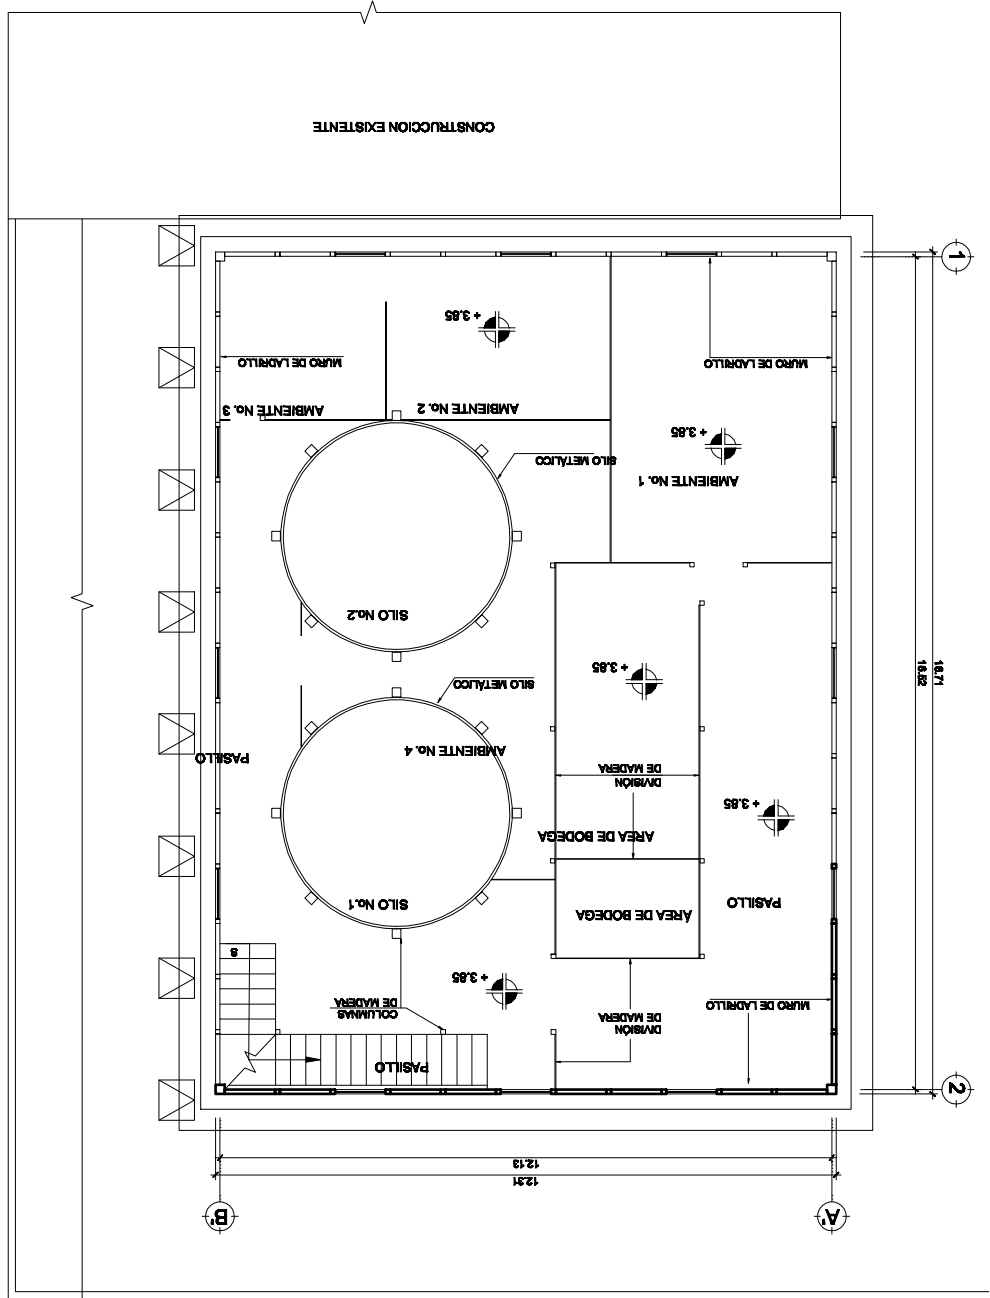 A'
B'
12.31
12.13
2
PASILLO
DIVISIÓN
DE MADERA
COLUMNAS
DE MADERA
MURO DE LADRILLO
+ 3.85
8
ÁREA DE BODEGA
PASILLO
SILO No.1
AREA DE BODEGA
+ 3.85
DIVISIÓN
DE MADERA
AMBIENTE No. 4
PASILLO
SILO METÁLICO
16.71
16.52
+ 3.85
SILO No.2
AMBIENTE No. 1
SILO METÁLICO
+ 3.85
AMBIENTE No. 2
AMBIENTE No. 3
MURO DE LADRILLO
MURO DE LADRILLO
+ 3.85
1
CONSTRUCCION EXISTENTE